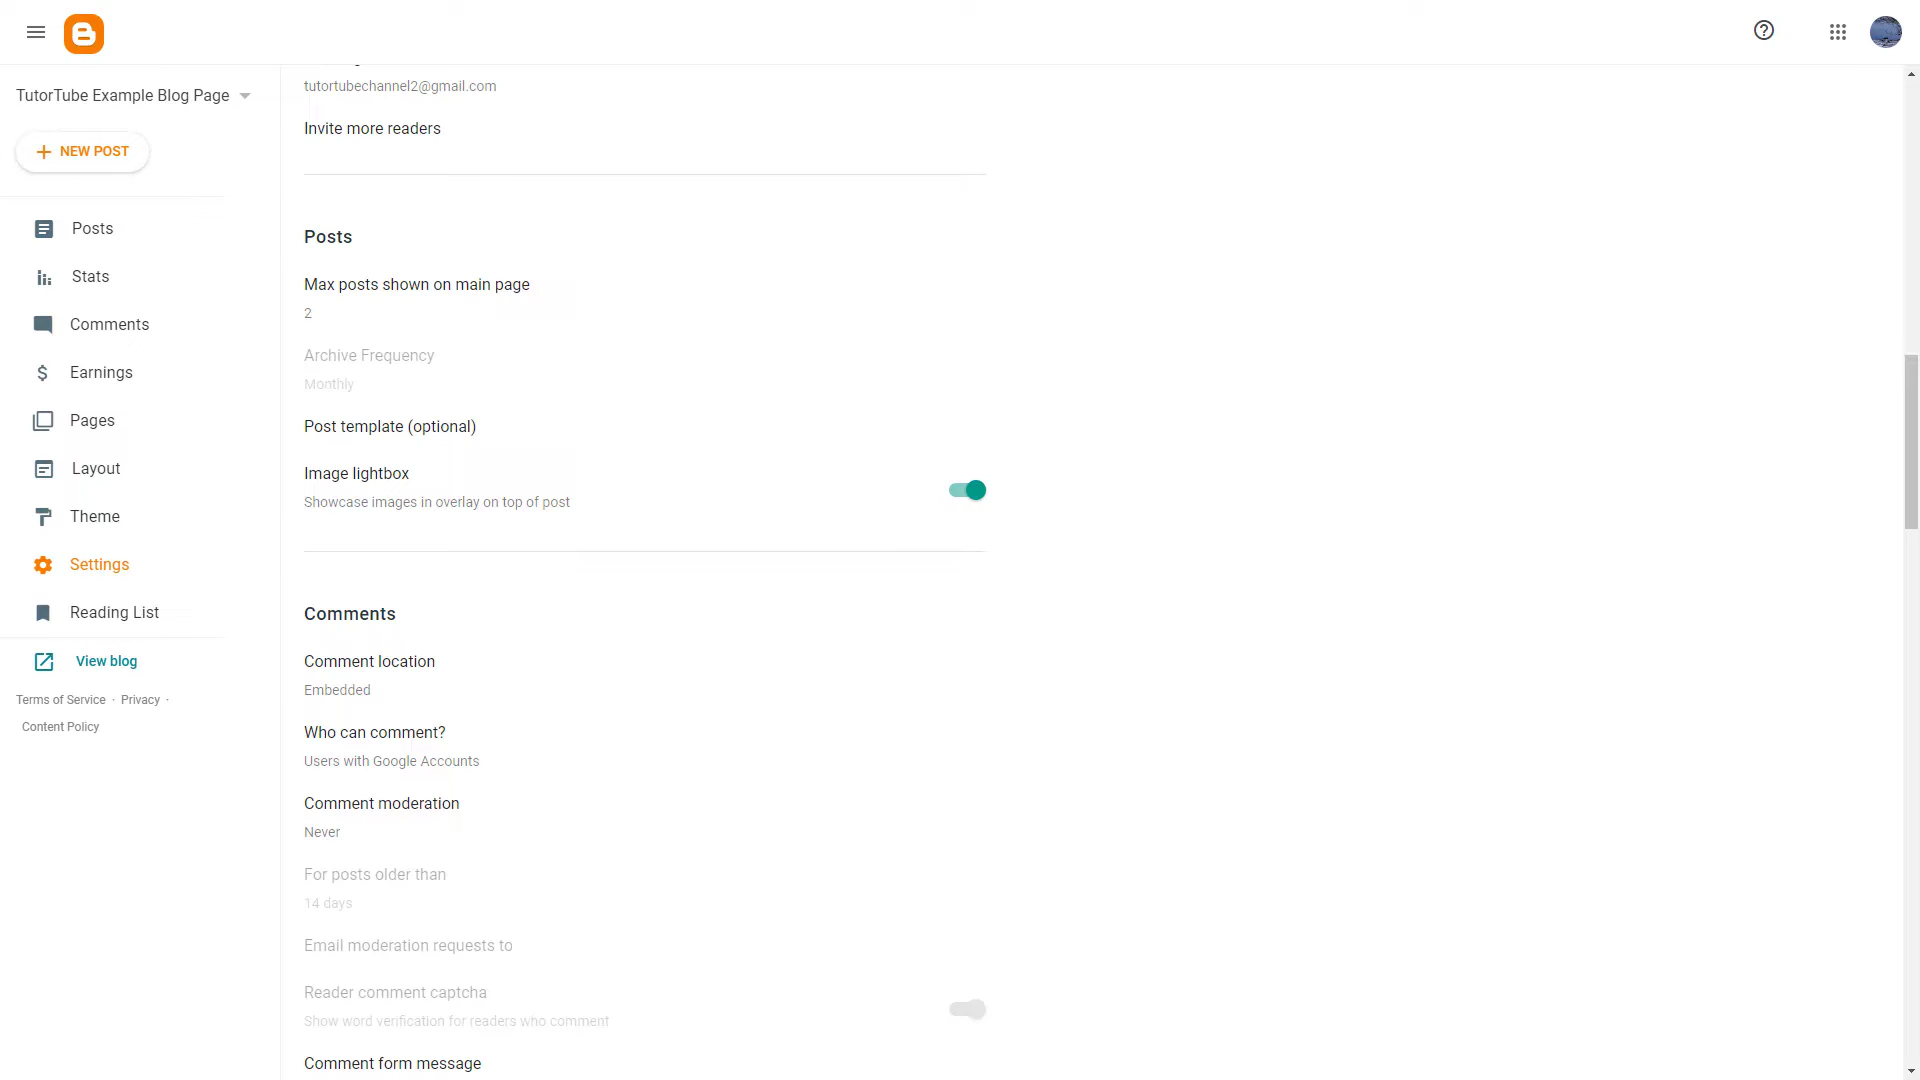 TutorTube Example Blog Page
NEW POST
Posts
Stats
Comments
Earnings
Pages
Layout
Theme
Settings
Reading List
View blog
Terms of Service · Privacy ·
Content Policy
tutortubechannel2@gmail.com
Invite more readers
Posts
Max posts shown on main page
2
Archive Frequency
Monthly
Post template (optional)
Image lightbox
Showcase images in overlay on top of post
Comments
Comment location
Embedded
Who can comment?
Users with Google Accounts
Comment moderation
Never
For posts older than
14 days
Email moderation requests to
Reader comment captcha
Show word verification for readers who comment
Comment form message